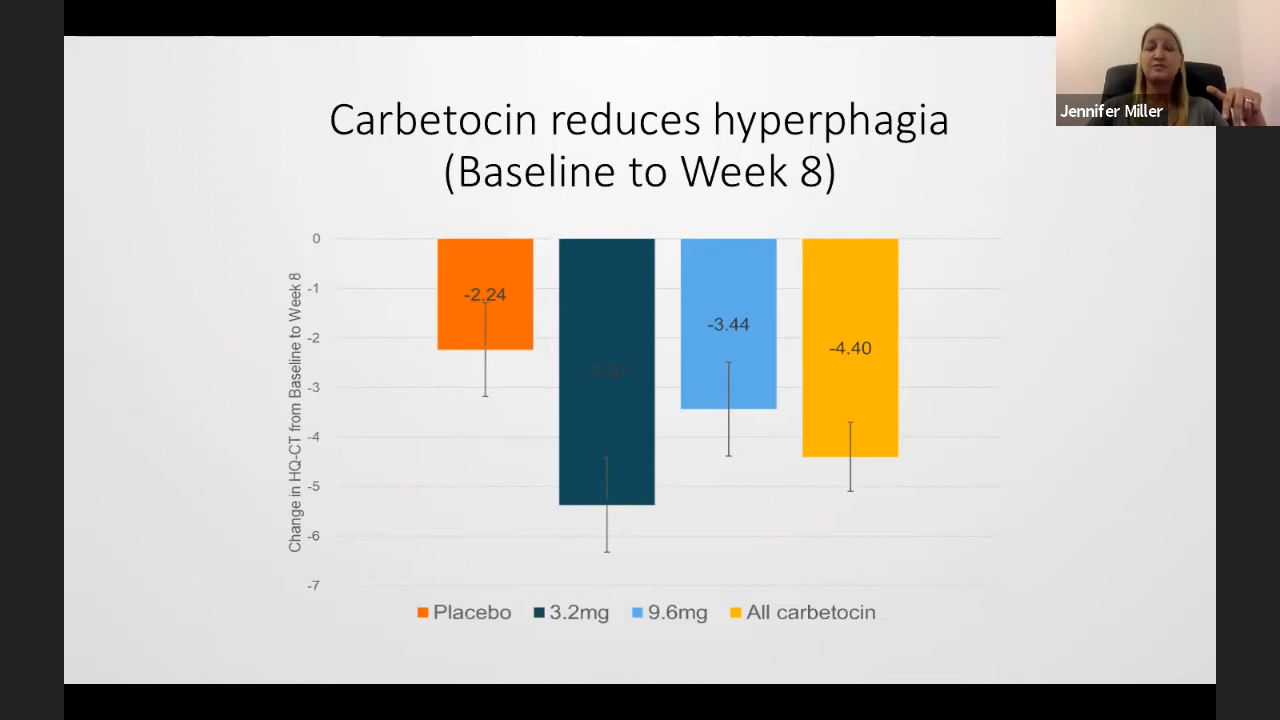 Jennifer Miller
Carbetocin reduces hyperphagia
(Baseline to Week 8)
Change in HQ-CT from Baseline to Week 8
0
-1
-2
-3
-4
-5
-6
-7
-2.24
-5.37
-3.44
-4.40
Placebo 3.2mg 9.6mg All carbetocin